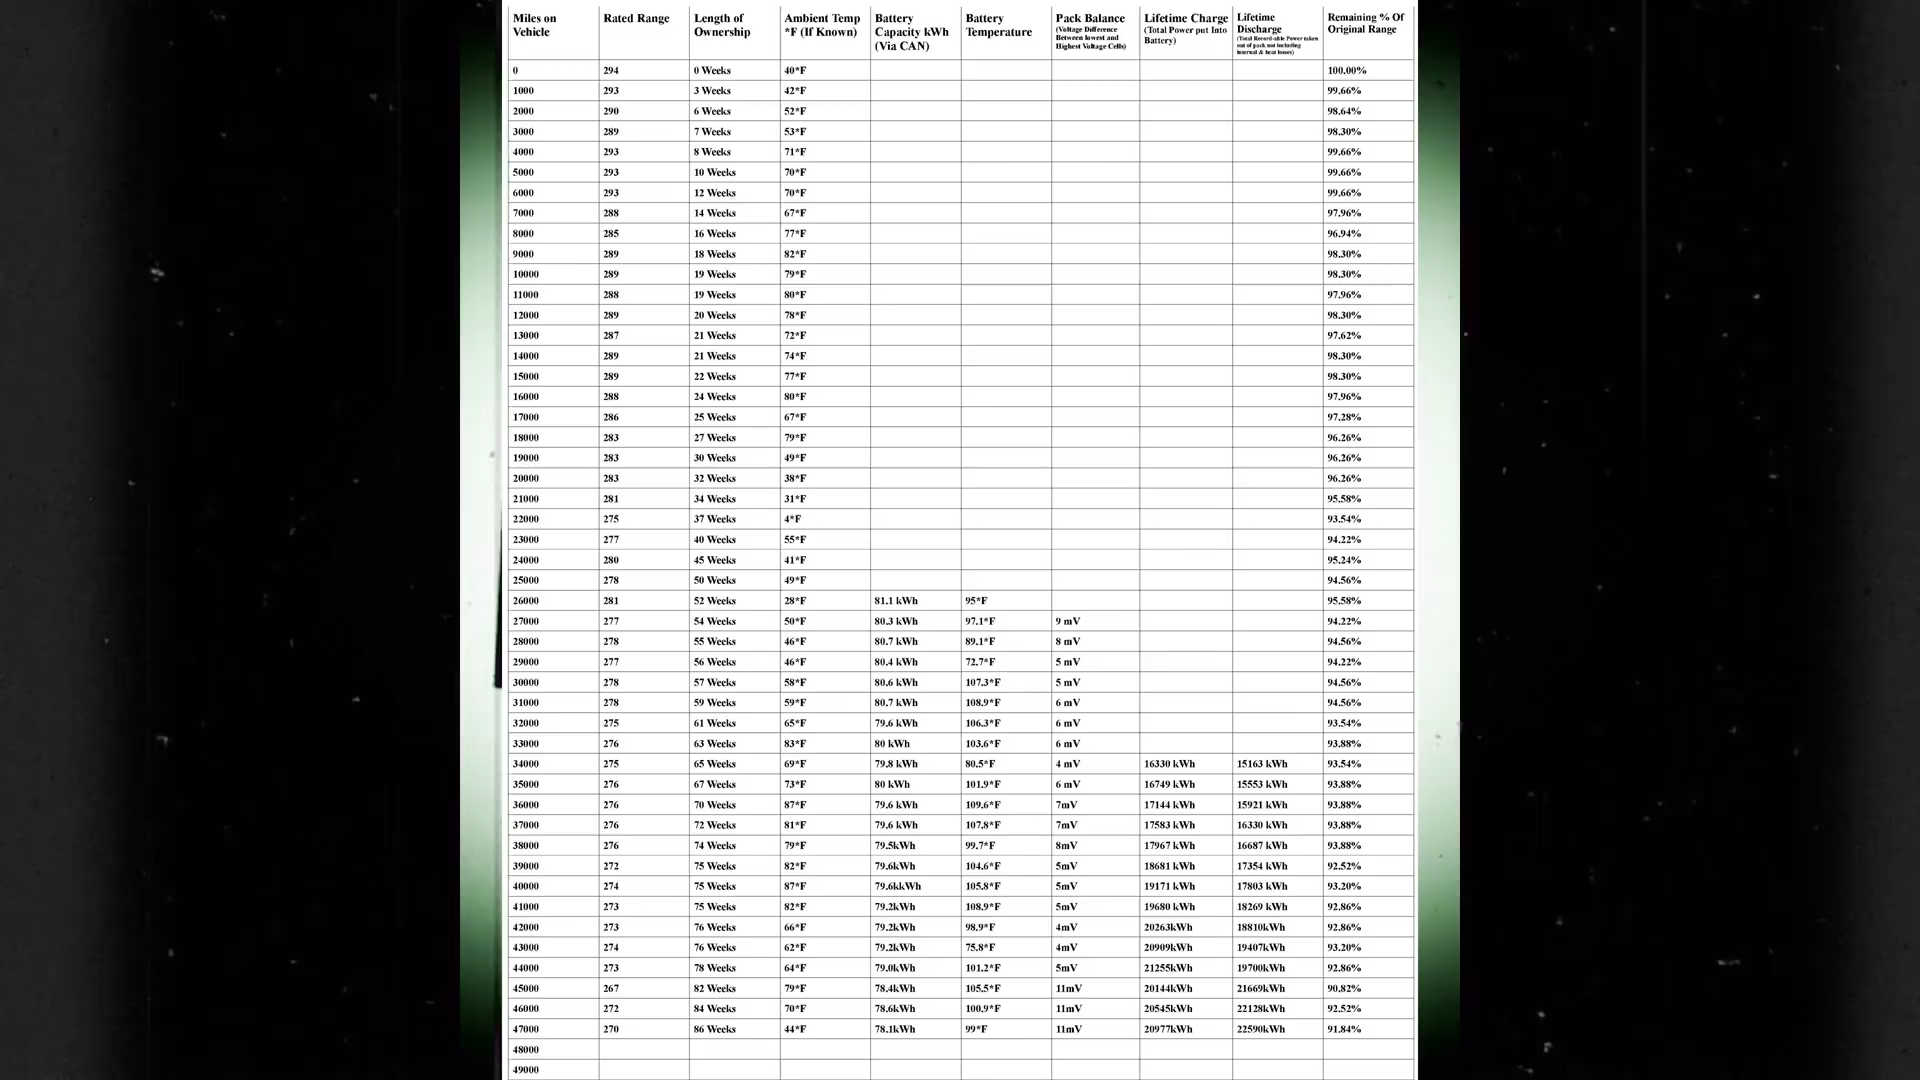 Miles on Vehicle Rated Range Length of Ownership Ambient Temp *F (If Known) Battery Capacity kWh (Via CAN) Battery Temperature Pack Balance (Voltage Difference Between lowest and Highest Voltage Cells) Lifetime Charge (Total Power put Into Battery) Lifetime Discharge (Total Record-able Power taken out of pack not including internal & heat losses) Remaining % Of Original Range
0 294 0 Weeks 40*F 100.00%
1000 293 3 Weeks 42*F 99.66%
2000 290 6 Weeks 52*F 98.64%
3000 289 7 Weeks 53*F 98.30%
4000 293 8 Weeks 71*F 99.66%
5000 293 10 Weeks 70*F 99.66%
6000 293 12 Weeks 70*F 99.66%
7000 288 14 Weeks 67*F 97.96%
8000 285 16 Weeks 77*F 96.94%
9000 289 18 Weeks 82*F 98.30%
10000 289 19 Weeks 79*F 98.30%
11000 288 19 Weeks 80*F 97.96%
12000 289 20 Weeks 78*F 98.30%
13000 287 21 Weeks 72*F 97.62%
14000 289 21 Weeks 74*F 98.30%
15000 289 22 Weeks 77*F 98.30%
16000 288 24 Weeks 80*F 97.96%
17000 286 25 Weeks 67*F 97.28%
18000 283 27 Weeks 79*F 96.26%
19000 283 30 Weeks 49*F 96.26%
20000 283 32 Weeks 38*F 96.26%
21000 281 34 Weeks 31*F 95.58%
22000 275 37 Weeks 4*F 93.54%
23000 277 40 Weeks 55*F 94.22%
24000 280 45 Weeks 41*F 95.24%
25000 278 50 Weeks 49*F 94.56%
26000 281 52 Weeks 28*F 81.1 kWh 95*F 95.58%
27000 277 54 Weeks 50*F 80.3 kWh 97.1*F 9 mV 94.22%
28000 278 55 Weeks 46*F 80.7 kWh 89.1*F 8 mV 94.56%
29000 277 56 Weeks 46*F 80.4 kWh 72.7*F 5 mV 94.22%
30000 278 57 Weeks 58*F 80.6 kWh 107.3*F 5 mV 94.56%
31000 278 59 Weeks 59*F 80.7 kWh 108.9*F 6 mV 94.56%
32000 275 61 Weeks 65*F 79.6 kWh 106.3*F 6 mV 93.54%
33000 276 63 Weeks 83*F 80 kWh 103.6*F 6 mV 93.88%
34000 275 65 Weeks 69*F 79.8 kWh 80.5*F 4 mV 16330 kWh 15163 kWh 93.54%
35000 276 67 Weeks 73*F 80 kWh 101.9*F 6 mV 16749 kWh 15553 kWh 93.88%
36000 276 70 Weeks 87*F 79.6 kWh 109.6*F 7mV 17144 kWh 15921 kWh 93.88%
37000 276 72 Weeks 81*F 79.6 kWh 107.8*F 7mV 17583 kWh 16330 kWh 93.88%
38000 276 74 Weeks 79*F 79.5kWh 99.7*F 8mV 17967 kWh 16687 kWh 93.88%
39000 272 75 Weeks 82*F 79.6kWh 104.6*F 5mV 18681 kWh 17354 kWh 92.52%
40000 274 75 Weeks 87*F 79.6kkWh 105.8*F 5mV 19171 kWh 17803 kWh 93.20%
41000 273 75 Weeks 82*F 79.2kWh 108.9*F 5mV 19680 kWh 18269 kWh 92.86%
42000 273 76 Weeks 66*F 79.2kWh 98.9*F 4mV 20263kWh 18810kWh 92.86%
43000 274 76 Weeks 62*F 79.2kWh 75.8*F 4mV 20909kWh 19407kWh 93.20%
44000 273 78 Weeks 64*F 79.0kWh 101.2*F 5mV 21255kWh 19700kWh 92.86%
45000 267 82 Weeks 79*F 78.4kWh 105.5*F 11mV 20144kWh 21669kWh 90.82%
46000 272 84 Weeks 70*F 78.6kWh 100.9*F 11mV 20545kWh 22128kWh 92.52%
47000 270 86 Weeks 44*F 78.1kWh 99*F 11mV 20977kWh 22590kWh 91.84%
48000
49000